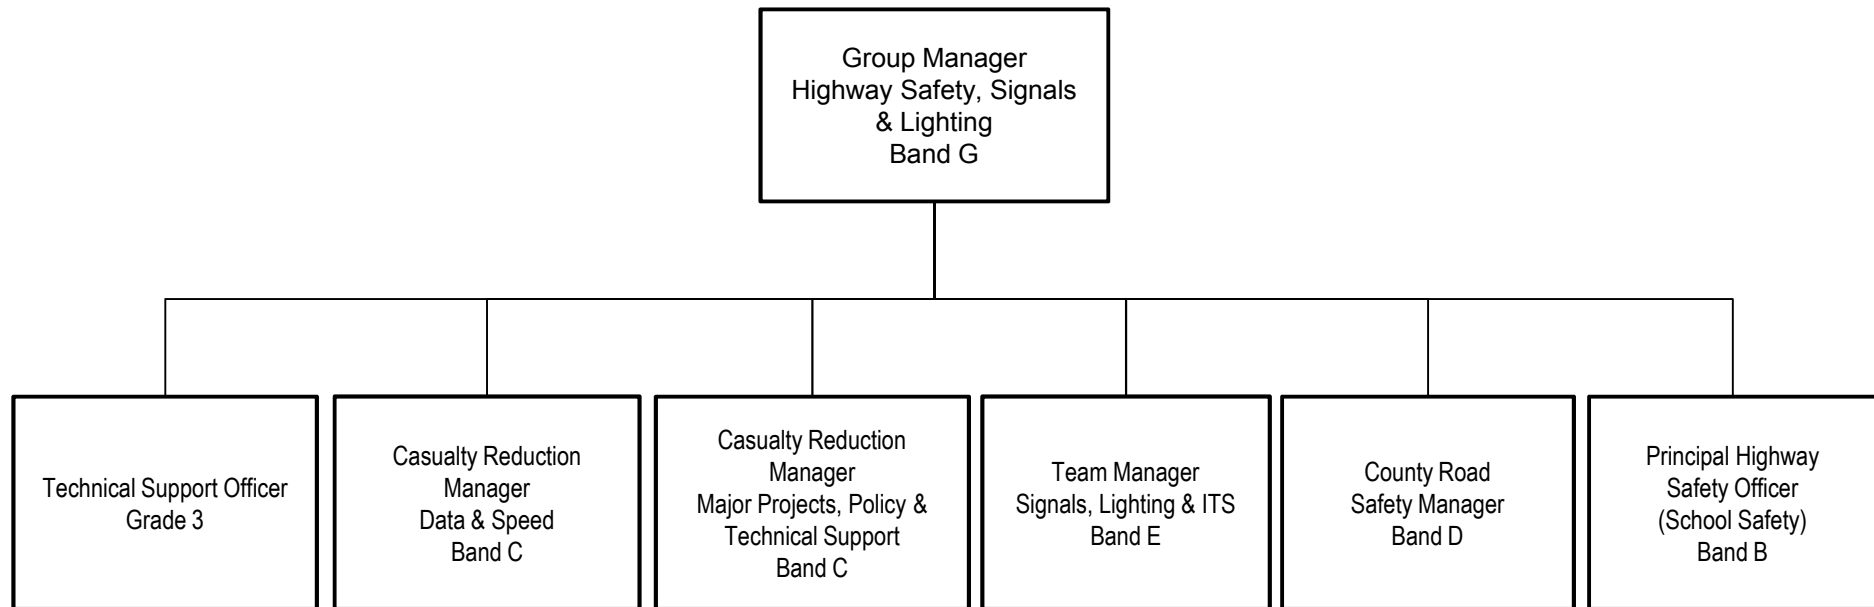 Group Manager
Highway Safety, Signals
& Lighting
Band G
Technical Support Officer
Grade 3
Casualty Reduction
Manager
Data & Speed
Band C
Casualty Reduction
Manager
Major Projects, Policy &
Technical Support
Band C
Team Manager
Signals, Lighting & ITS
Band E
County Road
Safety Manager
Band D
Principal Highway
Safety Officer
(School Safety)
Band B